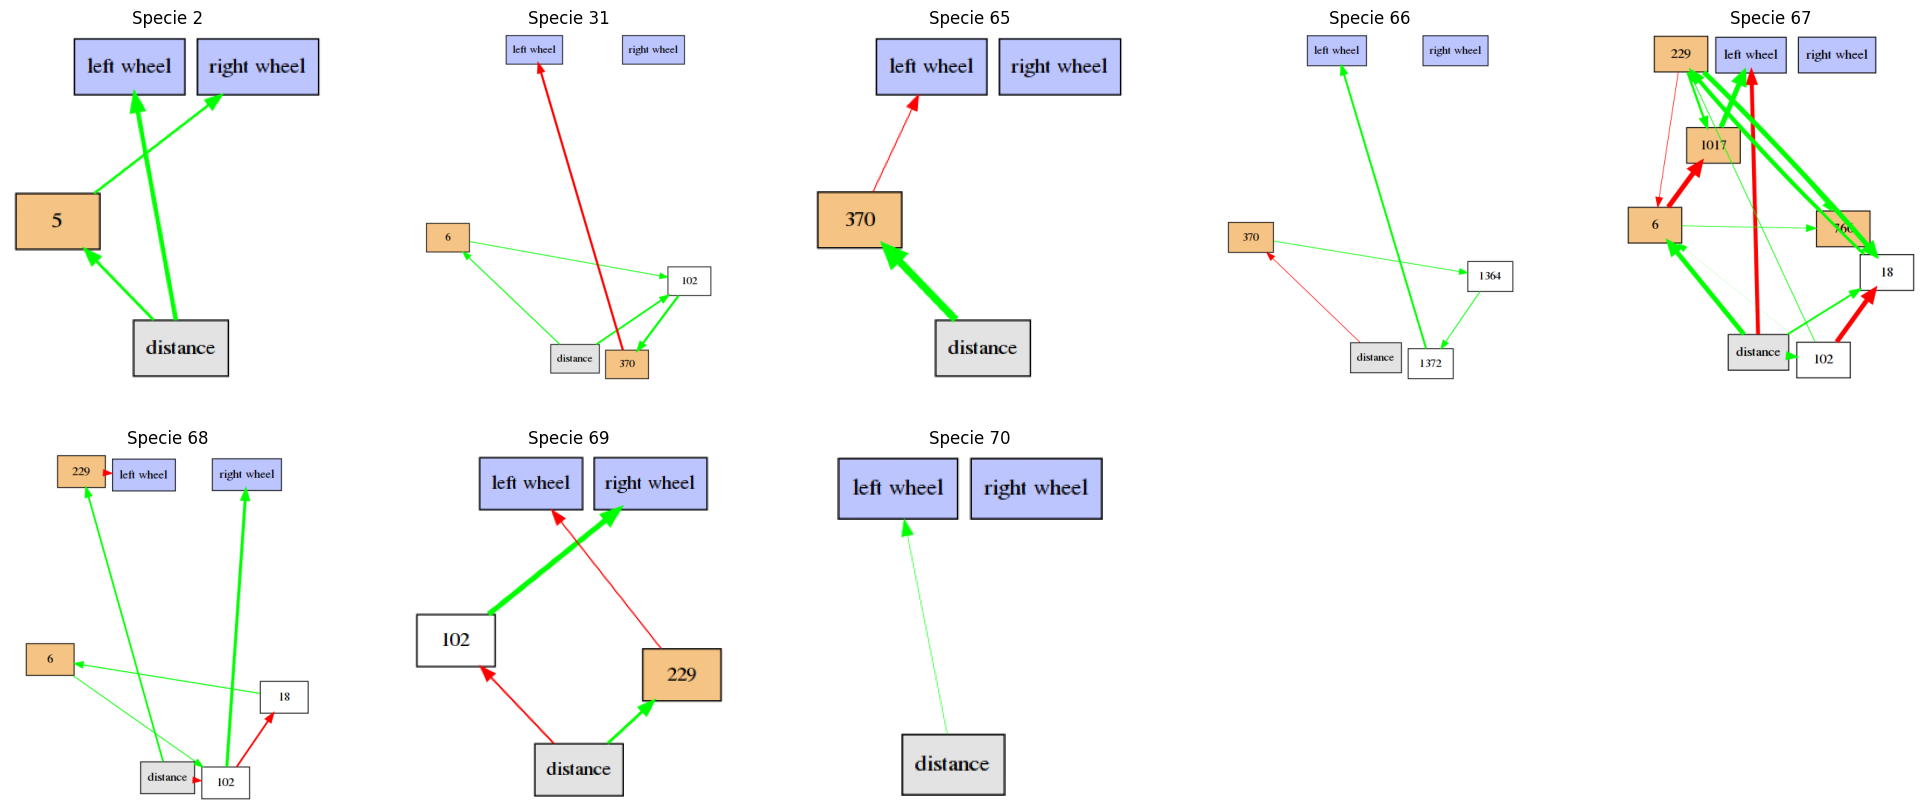 Specie 2
left wheel
right wheel
5
distance
Specie 31
left wheel
right wheel
6
102
distance
370
Specie 65
left wheel
right wheel
370
distance
Specie 66
left wheel
right wheel
370
1364
distance
1372
Specie 67
229
left wheel
right wheel
1017
6
766
18
distance
102
Specie 68
229
left wheel
right wheel
6
18
distance
102
Specie 69
left wheel
right wheel
102
229
distance
Specie 70
left wheel
right wheel
distance